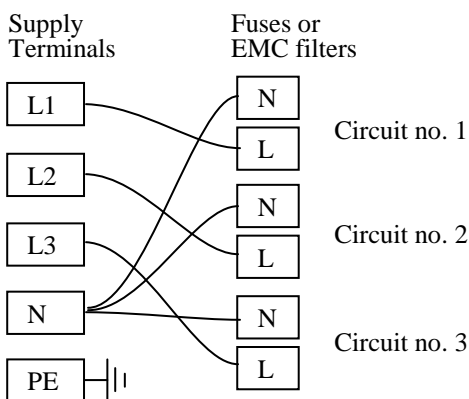 Supply
Terminals
Fuses or
EMC filters
L1
L2
L3
N
PE
N
L
Circuit no. 1
N
L
Circuit no. 2
N
L
Circuit no. 3